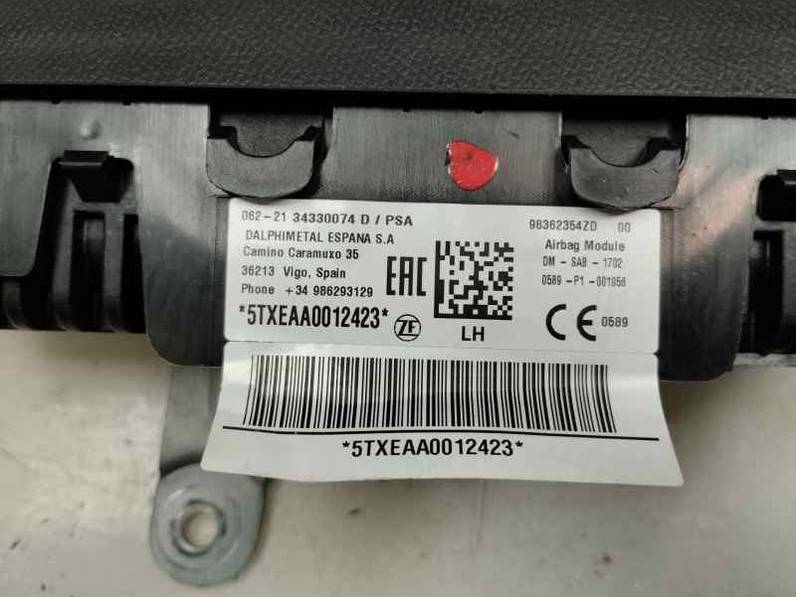 062-21 34330074 D / PSA
98362354ZD 00
DALPHIMETAL ESPANA S.A
Airbag Module
Camino Caramuxo 35
DM - SAB - 1702
36213 Vigo, Spain
0589 -P1 -001056
Phone +34 986293129
EAC
*5TXEAA0012423*
ZF
LH
CE 0589
*5TXEAA0012423*